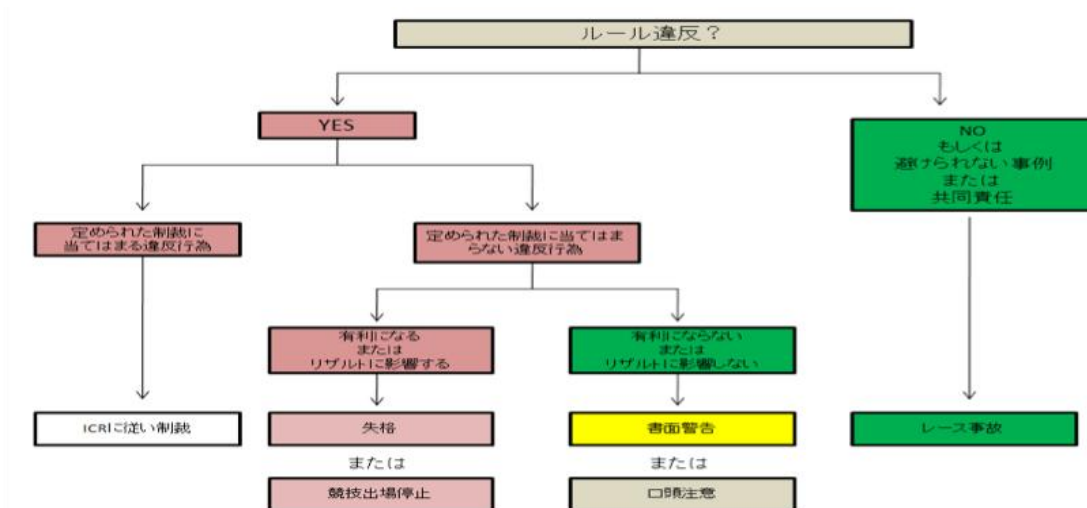 ルール違反？
YES
NO
もしくは
避けられない事例
または
共同責任
定められた制裁に
当てはまる違反行為
定められた制裁に当てはま
らない違反行為
有利になる
または
リザルトに影響する
有利にならない
または
リザルトに影響しない
ICRに従い制裁
失格
書面警告
レース事故
または
または
競技出場停止
口頭注意